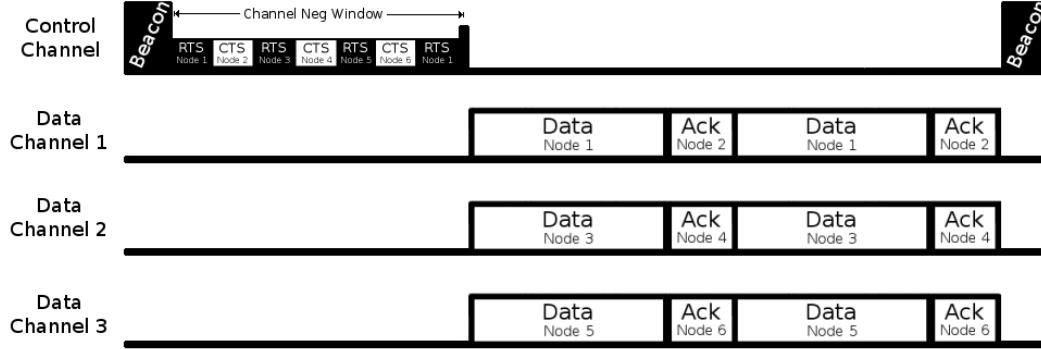 Control
Channel
Beacon
Channel Neg Window
RTS CTS RTS CTS RTS CTS RTS
Node 1 Node 2 Node 3 Node 4 Node 5 Node 6 Node 1
Beacon
Data
Channel 1
Data Ack Data Ack
Node 1 Node 2 Node 1 Node 2
Data
Channel 2
Data Ack Data Ack
Node 3 Node 4 Node 3 Node 4
Data
Channel 3
Data Ack Data Ack
Node 5 Node 6 Node 5 Node 6